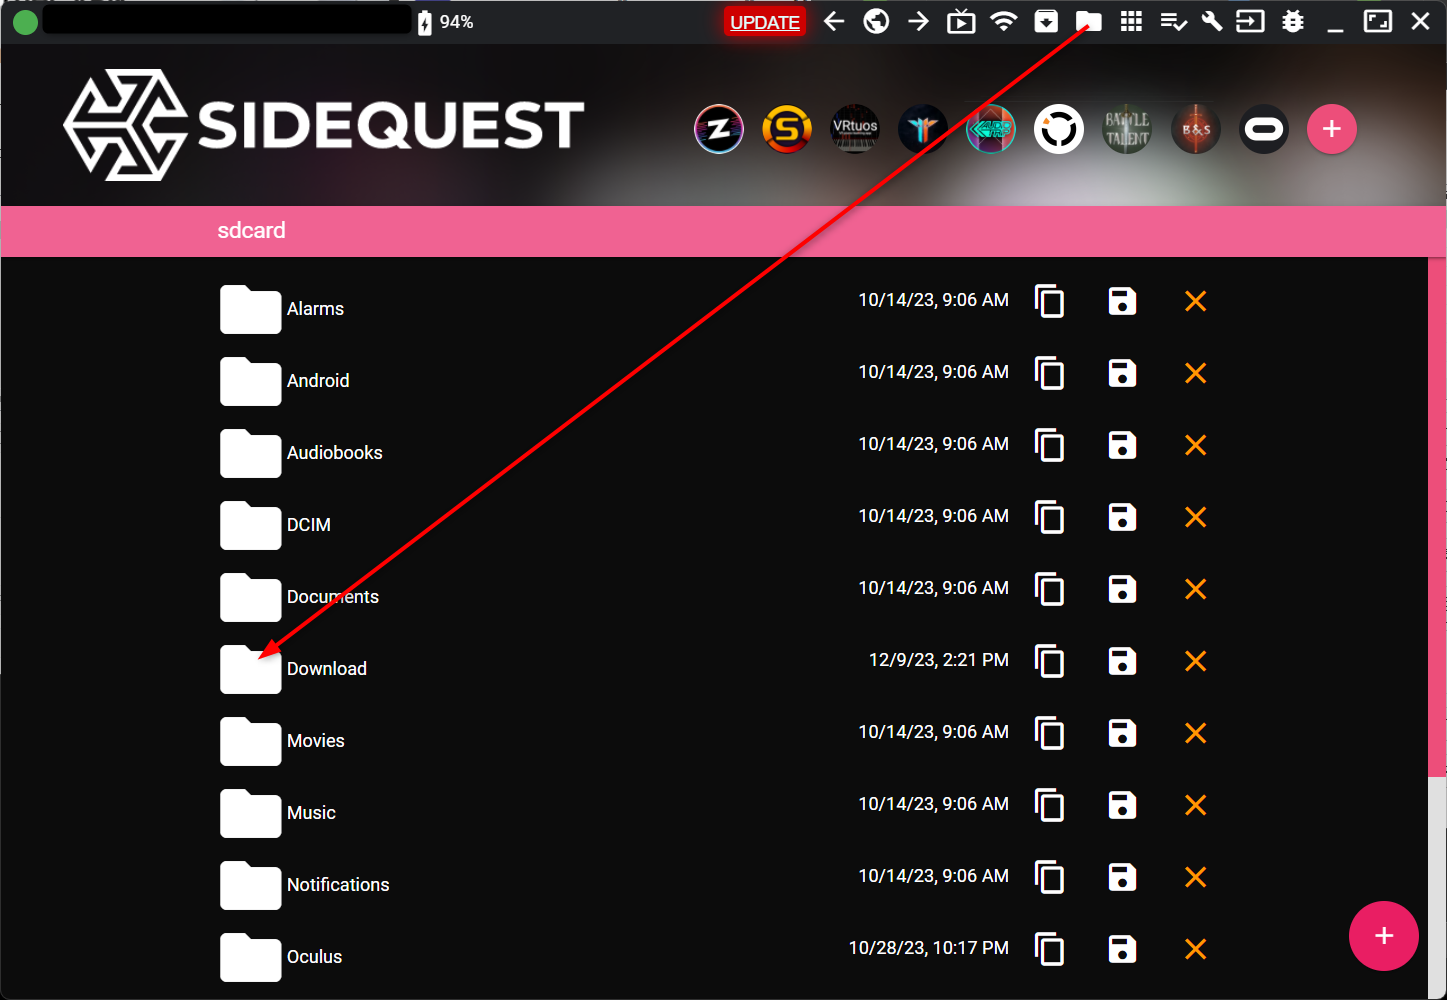 94%
UPDATE
SIDEQUEST
Z
S
VRtuos
BATTLE
TALENT
B&S
sdcard
Alarms 10/14/23, 9:06 AM
Android 10/14/23, 9:06 AM
Audiobooks 10/14/23, 9:06 AM
DCIM 10/14/23, 9:06 AM
Documents 10/14/23, 9:06 AM
Download 12/9/23, 2:21 PM
Movies 10/14/23, 9:06 AM
Music 10/14/23, 9:06 AM
Notifications 10/14/23, 9:06 AM
Oculus 10/28/23, 10:17 PM